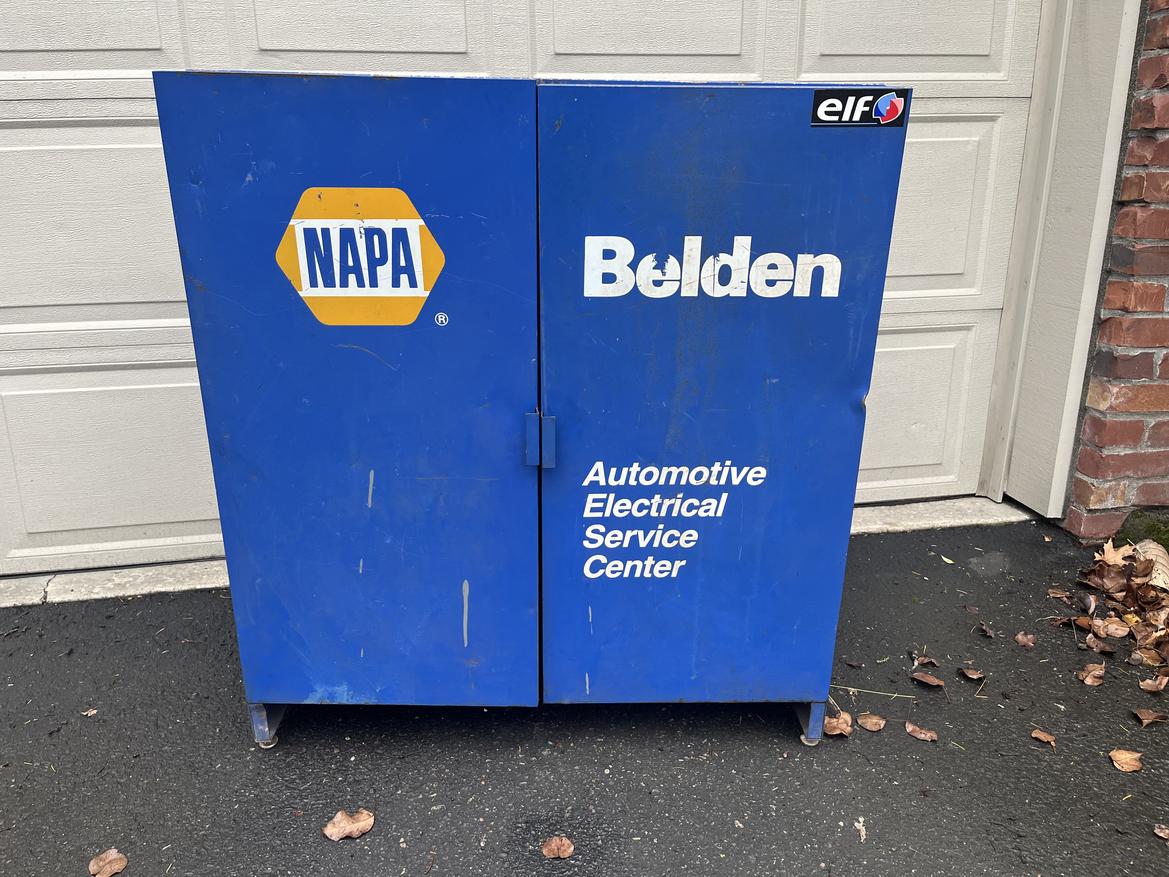 elf
NAPA
®
Belden
Automotive
Electrical
Service
Center